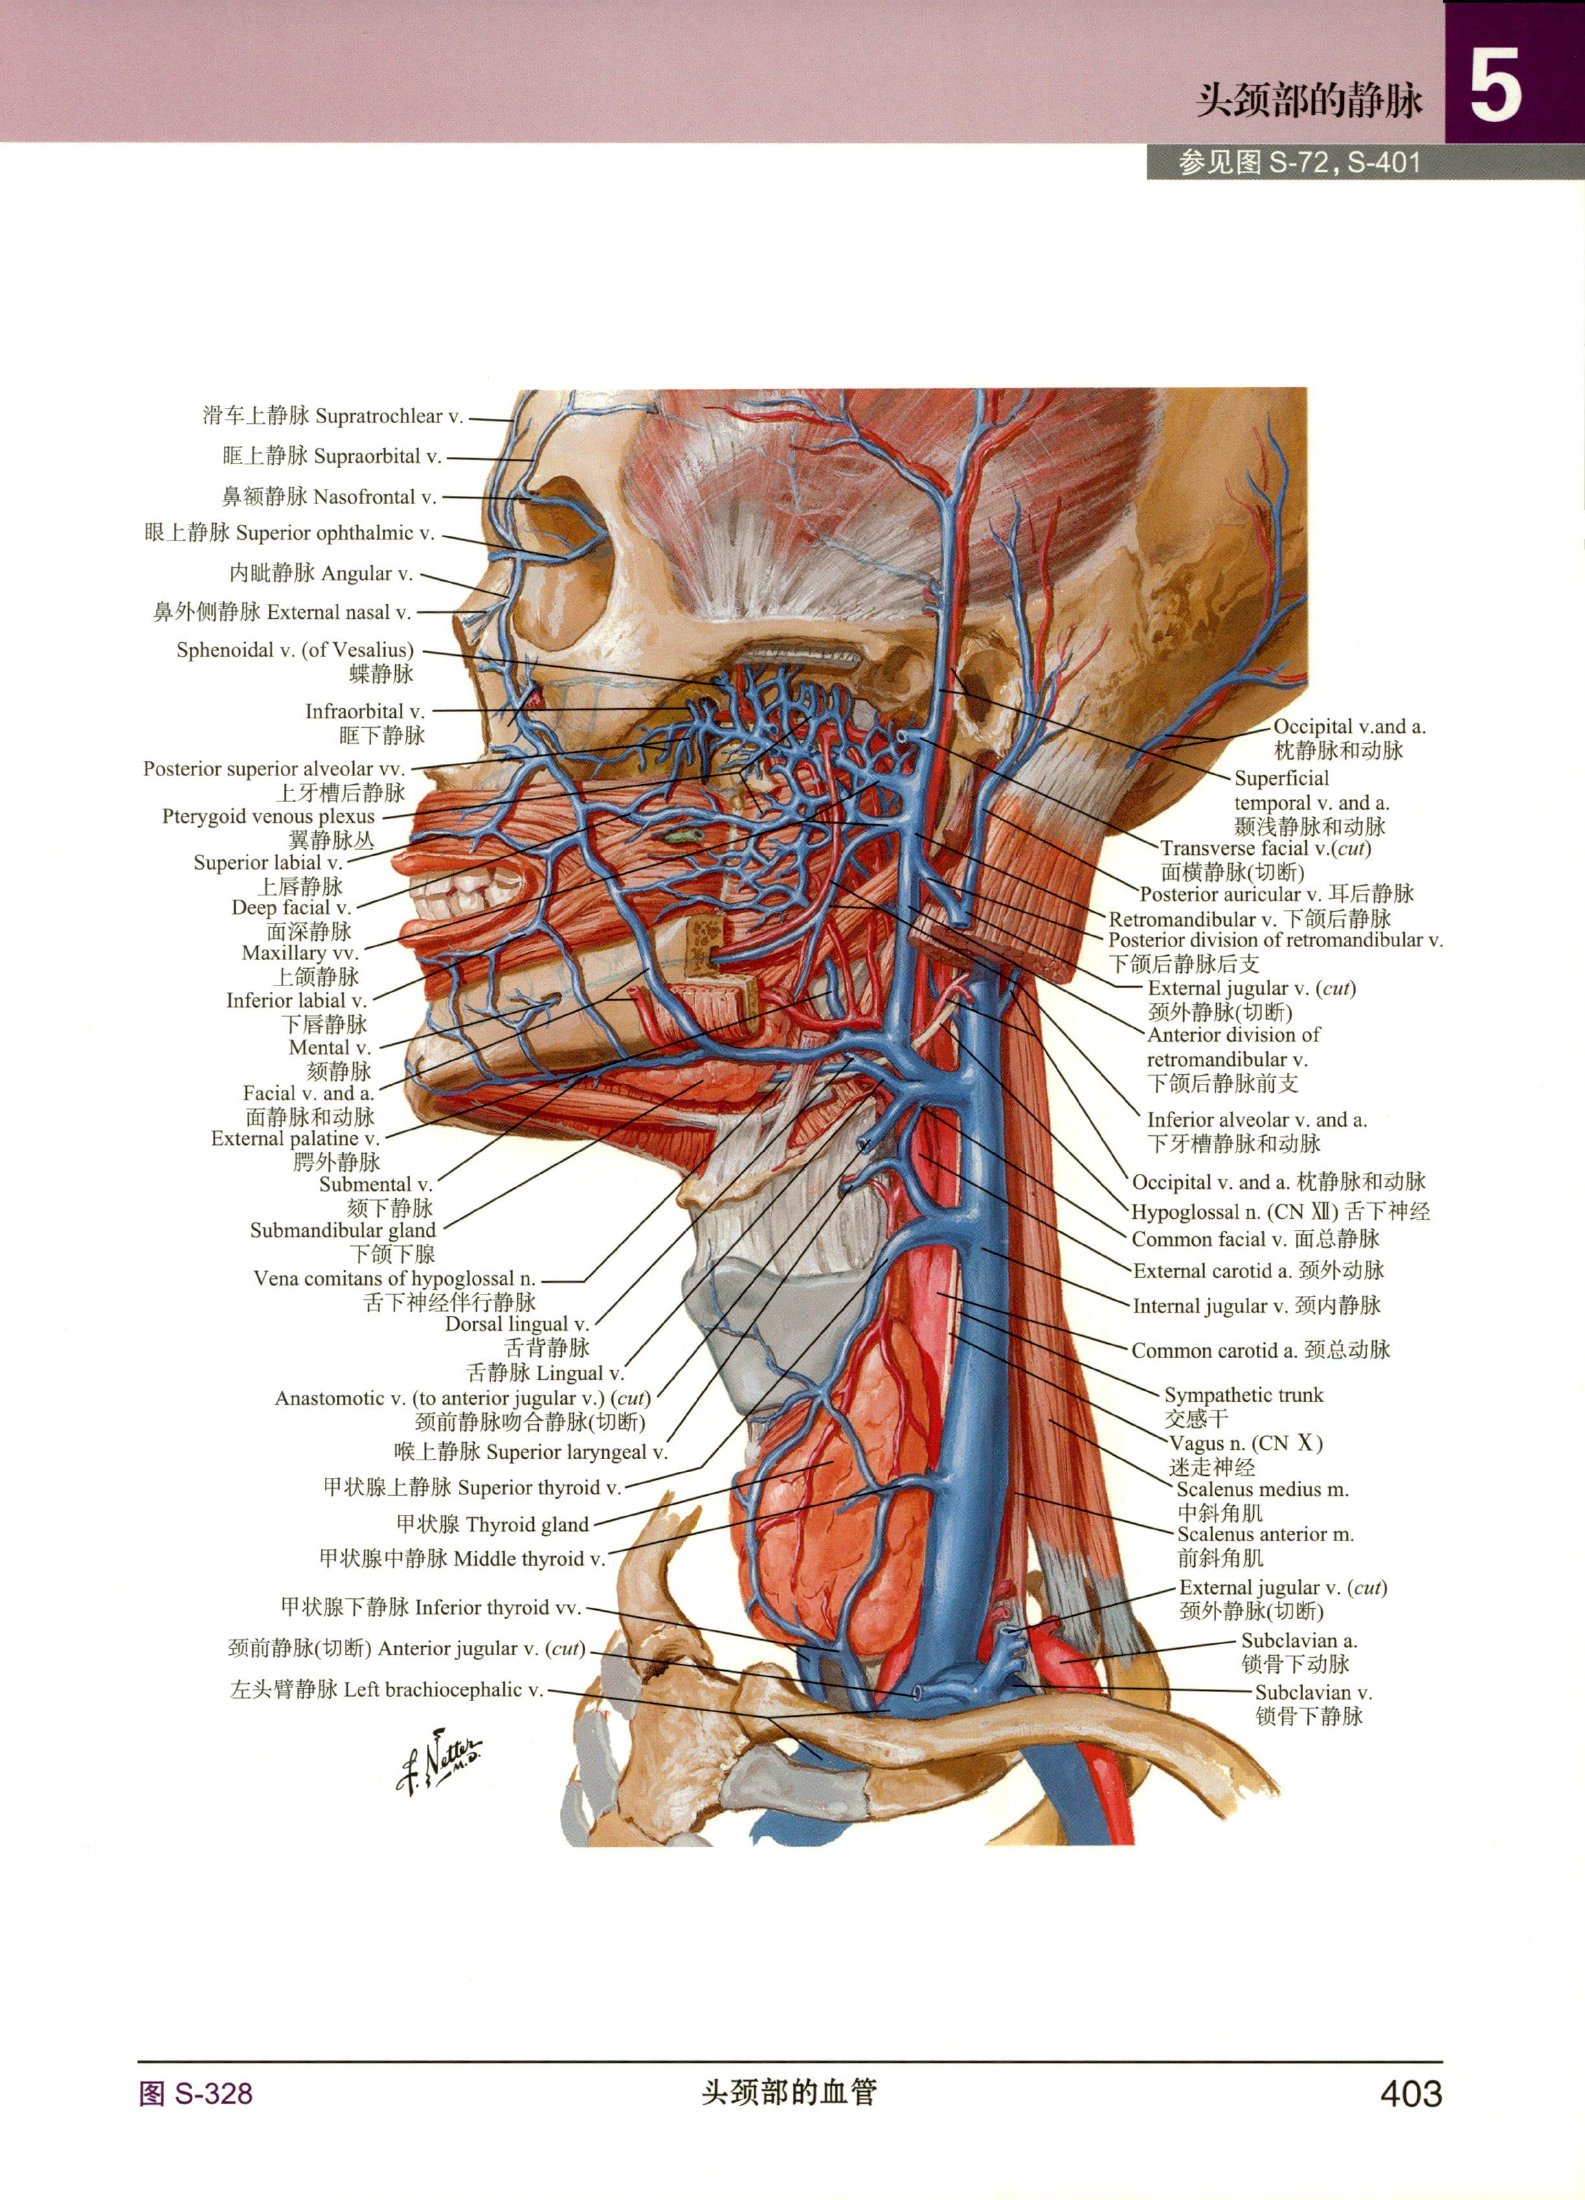 头颈部的静脉
5
参见图 S-72, S-401
滑车上静脉 Supratrochlear v.
眶上静脉 Supraorbital v.
鼻额静脉 Nasofrontal v.
眼上静脉 Superior ophthalmic v.
内眦静脉 Angular v.
鼻外侧静脉 External nasal v.
Sphenoidal v. (of Vesalius)
蝶静脉
Infraorbital v.
眶下静脉
Posterior superior alveolar vv.
上牙槽后静脉
Pterygoid venous plexus
翼静脉丛
Superior labial v.
上唇静脉
Deep facial v.
面深静脉
Maxillary vv.
上颌静脉
Inferior labial v.
下唇静脉
Mental v.
颏静脉
Facial v. and a.
面静脉和动脉
External palatine v.
腭外静脉
Submental v.
颏下静脉
Submandibular gland
下颌下腺
Vena comitans of hypoglossal n.
舌下神经伴行静脉
Dorsal lingual v.
舌背静脉
舌静脉 Lingual v.
Anastomotic v. (to anterior jugular v.) (cut)
颈前静脉吻合静脉(切断)
喉上静脉 Superior laryngeal v.
甲状腺上静脉 Superior thyroid v.
甲状腺 Thyroid gland
甲状腺中静脉 Middle thyroid v.
甲状腺下静脉 Inferior thyroid vv.
颈前静脉(切断) Anterior jugular v. (cut)
左头臂静脉 Left brachiocephalic v.
Occipital v.and a.
枕静脉和动脉
Superficial
temporal v. and a.
颞浅静脉和动脉
Transverse facial v.(cut)
面横静脉(切断)
Posterior auricular v. 耳后静脉
Retromandibular v. 下颌后静脉
Posterior division of retromandibular v.
下颌后静脉后支
External jugular v. (cut)
颈外静脉(切断)
Anterior division of
retromandibular v.
下颌后静脉前支
Inferior alveolar v. and a.
下牙槽静脉和动脉
Occipital v. and a. 枕静脉和动脉
Hypoglossal n. (CN Ⅻ) 舌下神经
Common facial v. 面总静脉
External carotid a. 颈外动脉
Internal jugular v. 颈内静脉
Common carotid a. 颈总动脉
Sympathetic trunk
交感干
Vagus n. (CN Ⅹ)
迷走神经
Scalenus medius m.
中斜角肌
Scalenus anterior m.
前斜角肌
External jugular v. (cut)
颈外静脉(切断)
Subclavian a.
锁骨下动脉
Subclavian v.
锁骨下静脉
F. Netter
M.D.
图 S-328
头颈部的血管
403